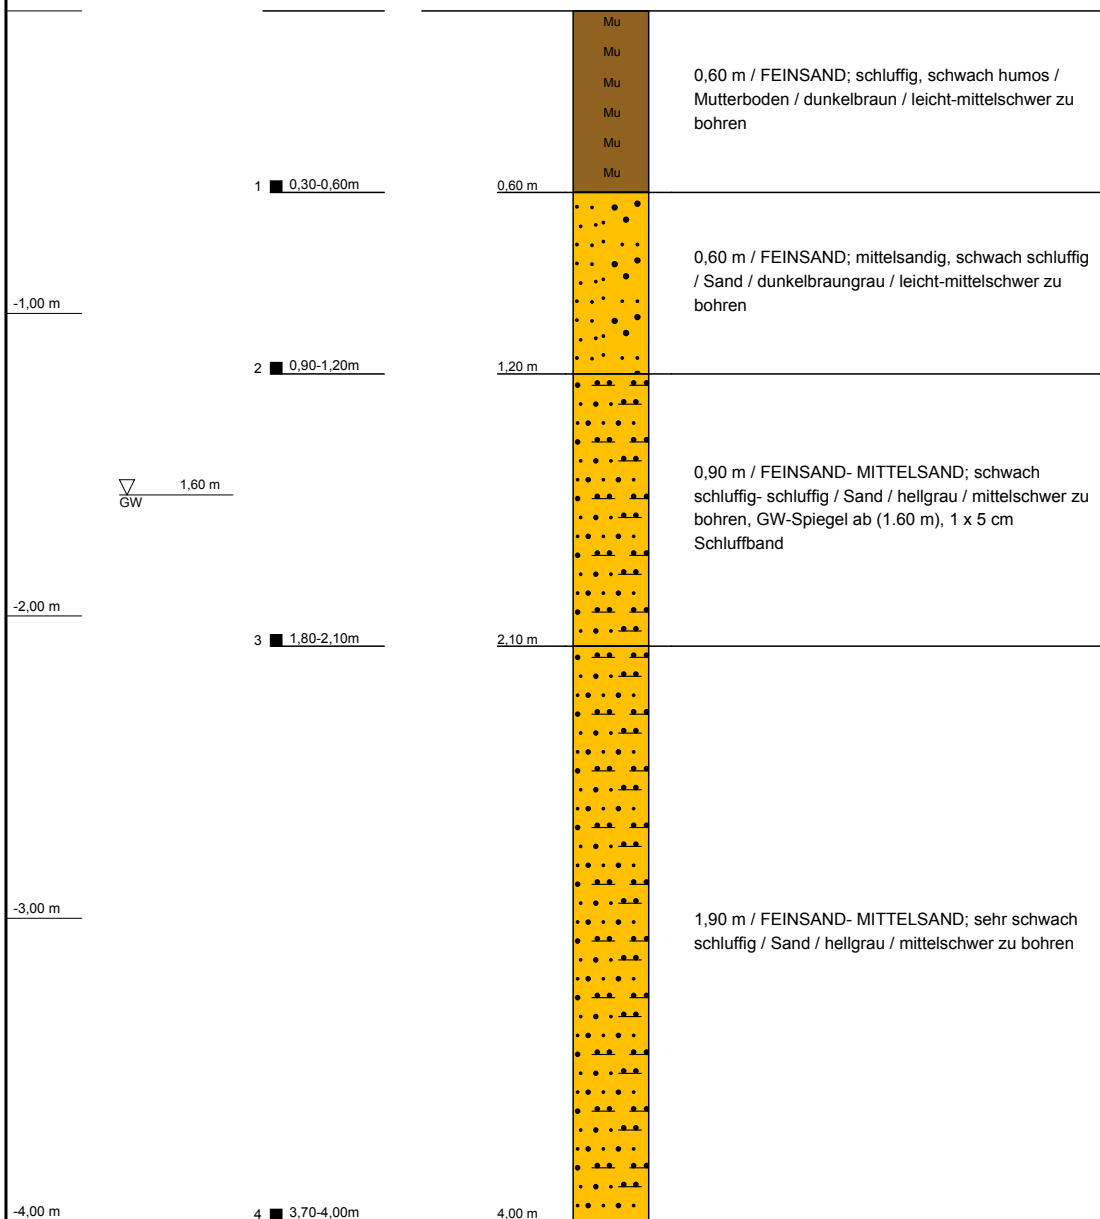 Mu
Mu
Mu
Mu
Mu
Mu
0,60 m / FEINSAND; schluffig, schwach humos /
Mutterboden / dunkelbraun / leicht-mittelschwer zu
bohren
1 0,30-0,60m 0,60 m
0,60 m / FEINSAND; mittelsandig, schwach schluffig
/ Sand / dunkelbraungrau / leicht-mittelschwer zu
bohren
-1,00 m
2 0,90-1,20m 1,20 m
0,90 m / FEINSAND- MITTELSAND; schwach
schluffig- schluffig / Sand / hellgrau / mittelschwer zu
bohren, GW-Spiegel ab (1.60 m), 1 x 5 cm
Schluffband
1,60 m
GW
-2,00 m
3 1,80-2,10m 2,10 m
-3,00 m
1,90 m / FEINSAND- MITTELSAND; sehr schwach
schluffig / Sand / hellgrau / mittelschwer zu bohren
-4,00 m
4 3,70-4,00m 4,00 m